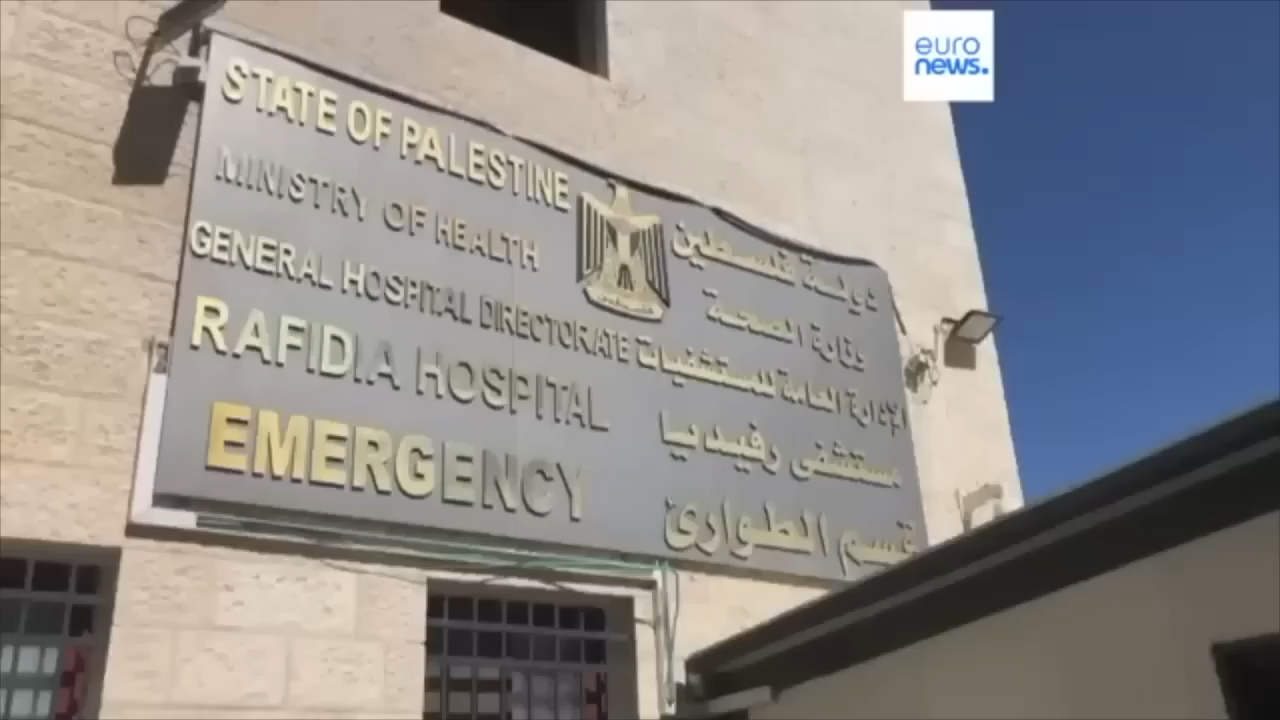 euro
news.
STATE OF PALESTINE
MINISTRY OF HEALTH
GENERAL HOSPITAL DIRECTORATE
RAFIDIA HOSPITAL
EMERGENCY
دولة فلسطين
وزارة الصحة
الإدارة العامة للمستشفيات
مستشفى رفيديا
قسم الطوارئ